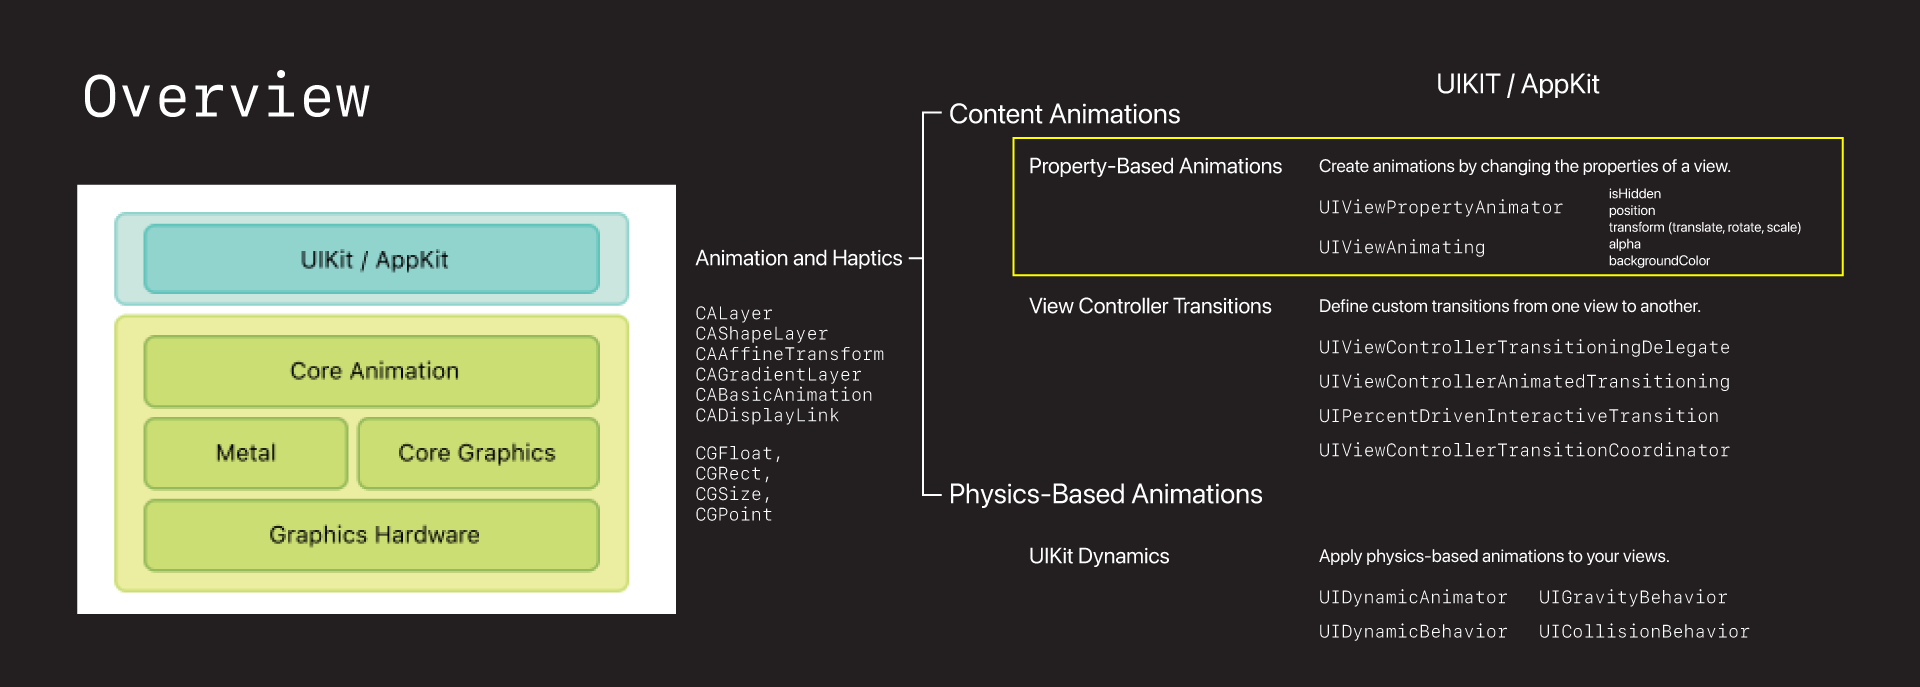 Overview
UIKit / AppKit
Core Animation
Metal
Core Graphics
Graphics Hardware
Animation and Haptics
CALayer
CAShapeLayer
CAAffineTransform
CAGradientLayer
CABasicAnimation
CADisplayLink
CGFloat,
CGRect,
CGSize,
CGPoint
UIKIT / AppKit
Content Animations
Property-Based Animations
Create animations by changing the properties of a view.
UIViewPropertyAnimator
UIViewAnimating
isHidden
position
transform (translate, rotate, scale)
alpha
backgroundColor
View Controller Transitions
Define custom transitions from one view to another.
UIViewControllerTransitioningDelegate
UIViewControllerAnimatedTransitioning
UIPercentDrivenInteractiveTransition
UIViewControllerTransitionCoordinator
Physics-Based Animations
UIKit Dynamics
Apply physics-based animations to your views.
UIDynamicAnimator UIGravityBehavior
UIDynamicBehavior UICollisionBehavior